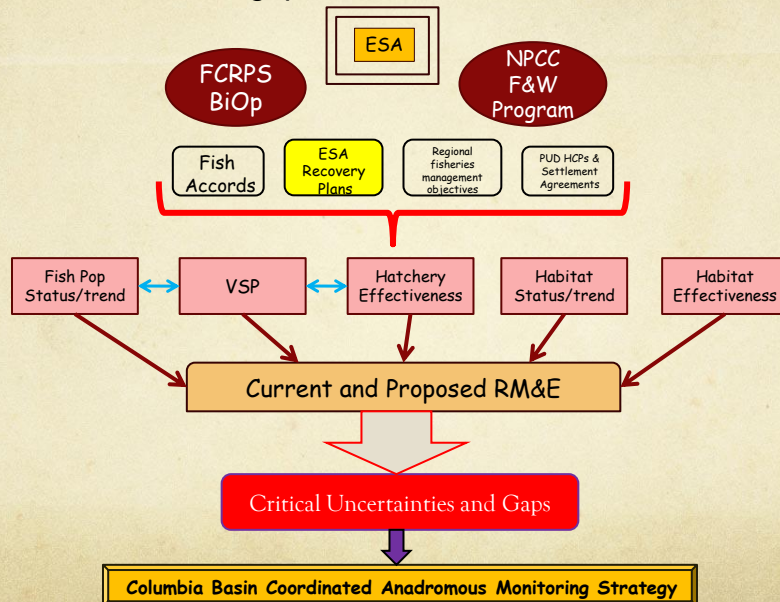 ESA
FCRPS
BiOp
NPCC
F&W
Program
Fish
Accords
ESA
Recovery
Plans
Regional
fisheries
management
objectives
PUD HCPs &
Settlement
Agreements
Fish Pop
Status/trend
VSP
Hatchery
Effectiveness
Habitat
Status/trend
Habitat
Effectiveness
Current and Proposed RM&E
Critical Uncertainties and Gaps
Columbia Basin Coordinated Anadromous Monitoring Strategy